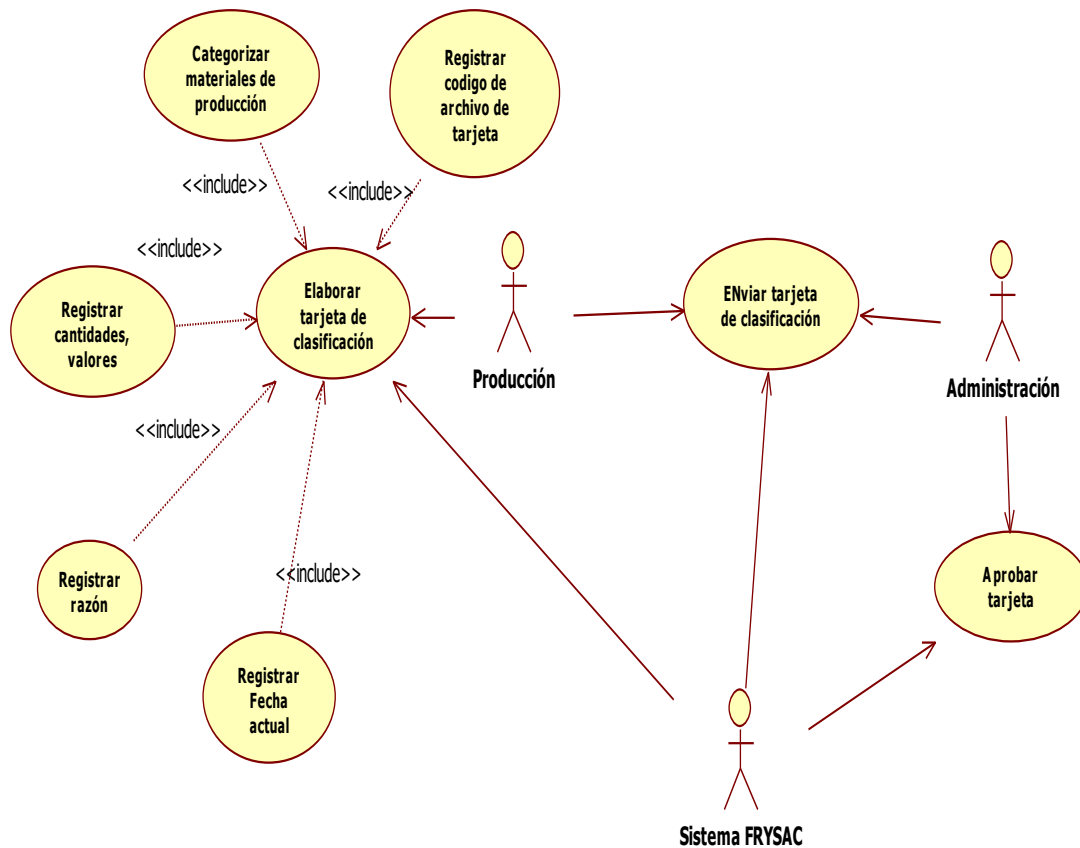 Categorizar
materiales de
producción
Registrar
codigo de
archivo de
tarjeta
<<include>>
<<include>>
<<include>>
Registrar
cantidades,
valores
Elaborar
tarjeta de
clasificación
Producción
ENviar tarjeta
de clasificación
Administración
<<include>>
Registrar
razón
<<include>>
Registrar
Fecha
actual
Aprobar
tarjeta
Sistema FRYSAC